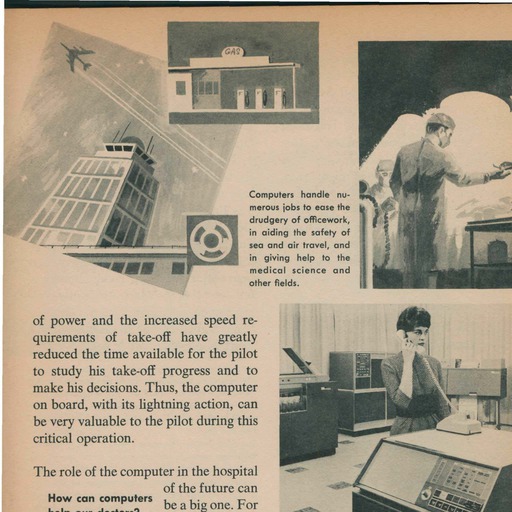 GAS
Computers handle nu-
merous jobs to ease the
drudgery of officework,
in aiding the safety of
sea and air travel, and
in giving help to the
medical science and
other fields.
of power and the increased speed re-
quirements of take-off have greatly
reduced the time available for the pilot
to study his take-off progress and to
make his decisions. Thus, the computer
on board, with its lightning action, can
be very valuable to the pilot during this
critical operation.
The role of the computer in the hospital
of the future can
be a big one. For
How can computers
help our doctors?